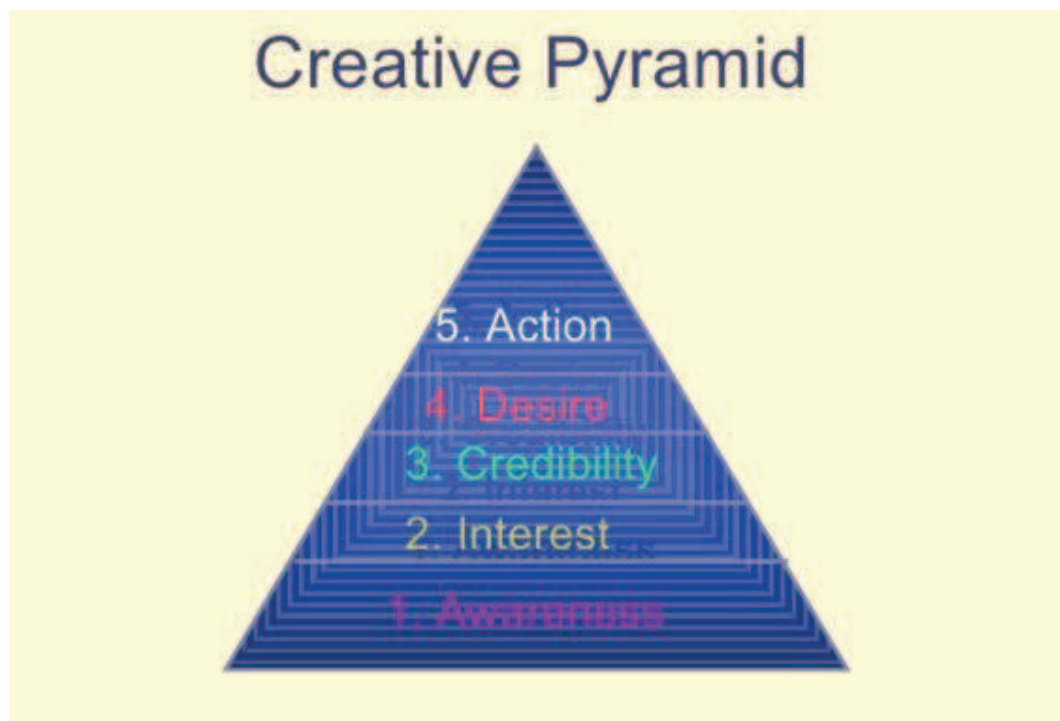 Creative Pyramid
5. Action
4. Desire
3. Credibility
2. Interest
1. Awareness